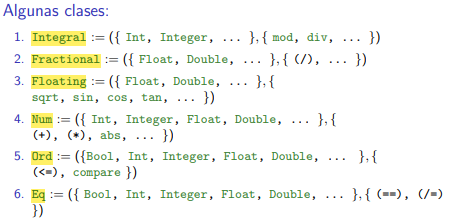 Algunas clases:
1. Integral := ({ Int, Integer, ... },{ mod, div, ... })
2. Fractional := ({ Float, Double, ... },{ (/), ... })
3. Floating := ({ Float, Double, ... },{
sqrt, sin, cos, tan, ... })
4. Num := ({ Int, Integer, Float, Double, ... },{
(+), (*), abs, ... })
5. Ord := ({Bool, Int, Integer, Float, Double, ... },{
(<=), compare })
6. Eq := ({ Bool, Int, Integer, Float, Double, ... },{ (==), (/=)
})